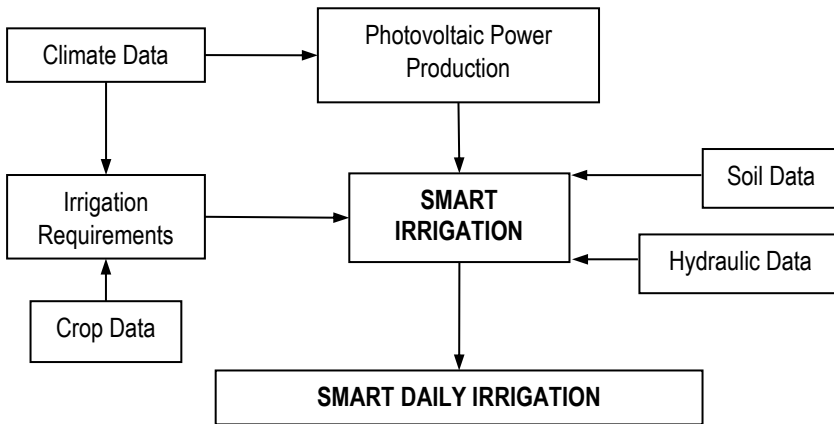 Climate Data
Photovoltaic Power
Production
Irrigation
Requirements
SMART
IRRIGATION
Soil Data
Hydraulic Data
Crop Data
SMART DAILY IRRIGATION